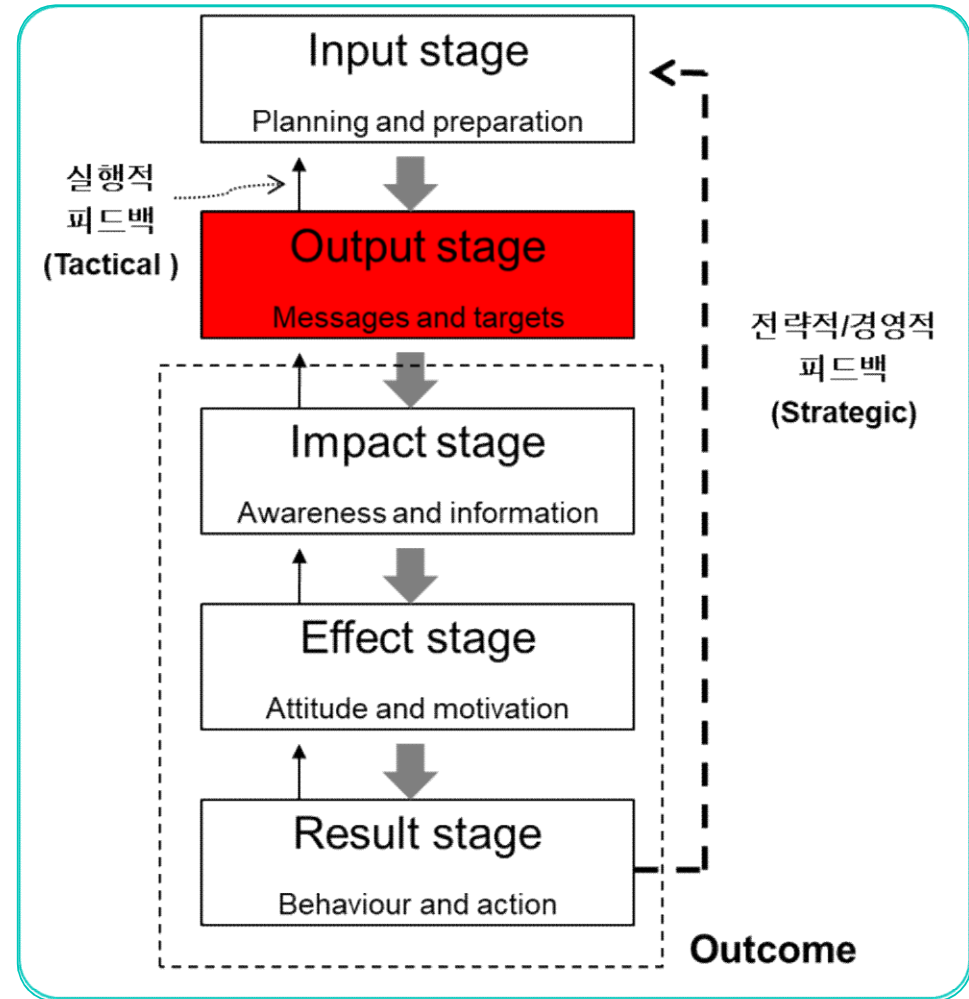 Input stage
Planning and preparation
실행적
피드백
(Tactical )
Output stage
Messages and targets
전략적/경영적
피드백
(Strategic)
Impact stage
Awareness and information
Effect stage
Attitude and motivation
Result stage
Behaviour and action
Outcome